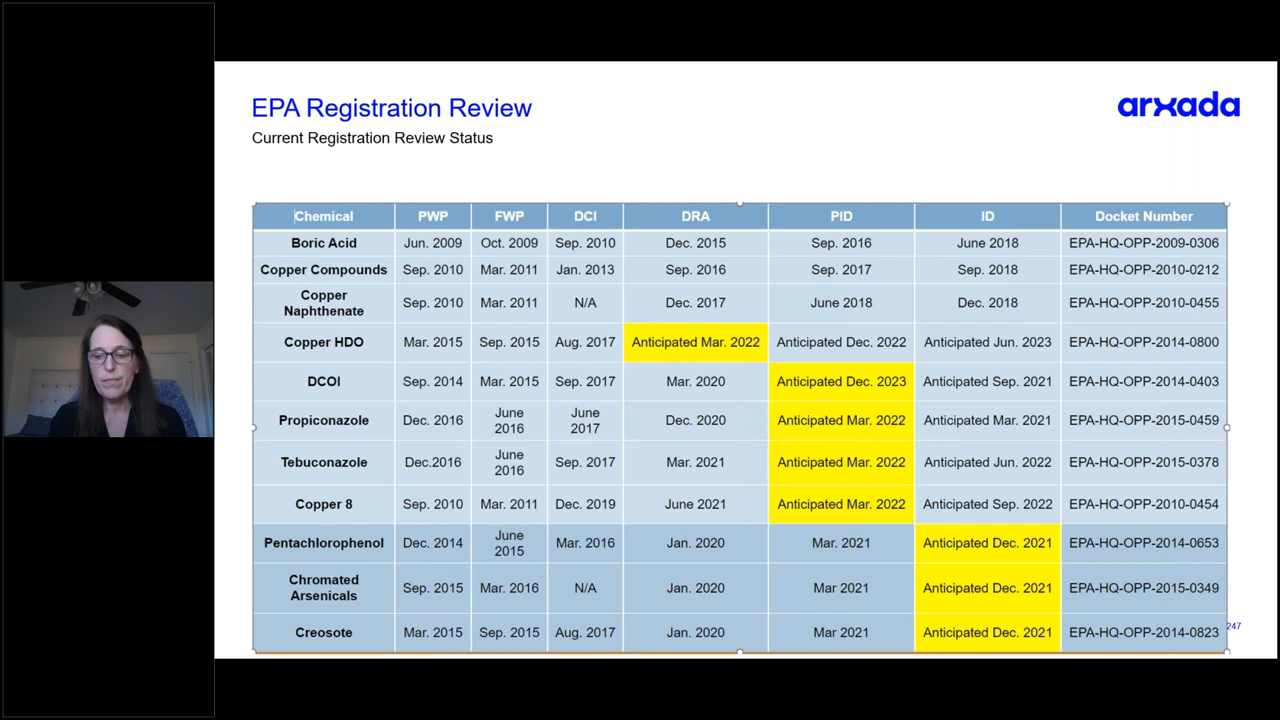 EPA Registration Review
arxada
Current Registration Review Status
Chemical PWP FWP DCI DRA PID ID Docket Number
Boric Acid Jun. 2009 Oct. 2009 Sep. 2010 Dec. 2015 Sep. 2016 June 2018 EPA-HQ-OPP-2009-0306
Copper Compounds Sep. 2010 Mar. 2011 Jan. 2013 Sep. 2016 Sep. 2017 Sep. 2018 EPA-HQ-OPP-2010-0212
Copper
Naphthenate Sep. 2010 Mar. 2011 N/A Dec. 2017 June 2018 Dec. 2018 EPA-HQ-OPP-2010-0455
Copper HDO Mar. 2015 Sep. 2015 Aug. 2017 Anticipated Mar. 2022 Anticipated Dec. 2022 Anticipated Jun. 2023 EPA-HQ-OPP-2014-0800
DCOI Sep. 2014 Mar. 2015 Sep. 2017 Mar. 2020 Anticipated Dec. 2023 Anticipated Sep. 2021 EPA-HQ-OPP-2014-0403
Propiconazole Dec. 2016 June
2016 June
2017 Dec. 2020 Anticipated Mar. 2022 Anticipated Mar. 2021 EPA-HQ-OPP-2015-0459
Tebuconazole Dec.2016 June
2016 Sep. 2017 Mar. 2021 Anticipated Mar. 2022 Anticipated Jun. 2022 EPA-HQ-OPP-2015-0378
Copper 8 Sep. 2010 Mar. 2011 Dec. 2019 June 2021 Anticipated Mar. 2022 Anticipated Sep. 2022 EPA-HQ-OPP-2010-0454
Pentachlorophenol Dec. 2014 June
2015 Mar. 2016 Jan. 2020 Mar. 2021 Anticipated Dec. 2021 EPA-HQ-OPP-2014-0653
Chromated
Arsenicals Sep. 2015 Mar. 2016 N/A Jan. 2020 Mar 2021 Anticipated Dec. 2021 EPA-HQ-OPP-2015-0349
Creosote Mar. 2015 Sep. 2015 Aug. 2017 Jan. 2020 Mar 2021 Anticipated Dec. 2021 EPA-HQ-OPP-2014-0823
247